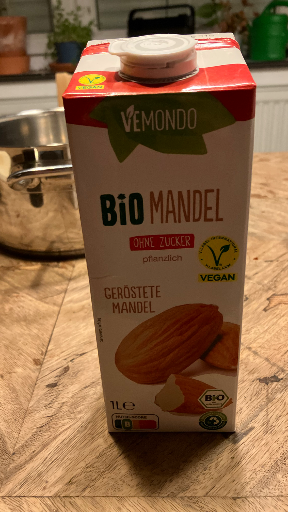 VEGAN
VEMONDO
BIO MANDEL
OHNE ZUCKER
pflanzlich
VEGAN
GERÖSTETE
MANDEL
BIO
1L e